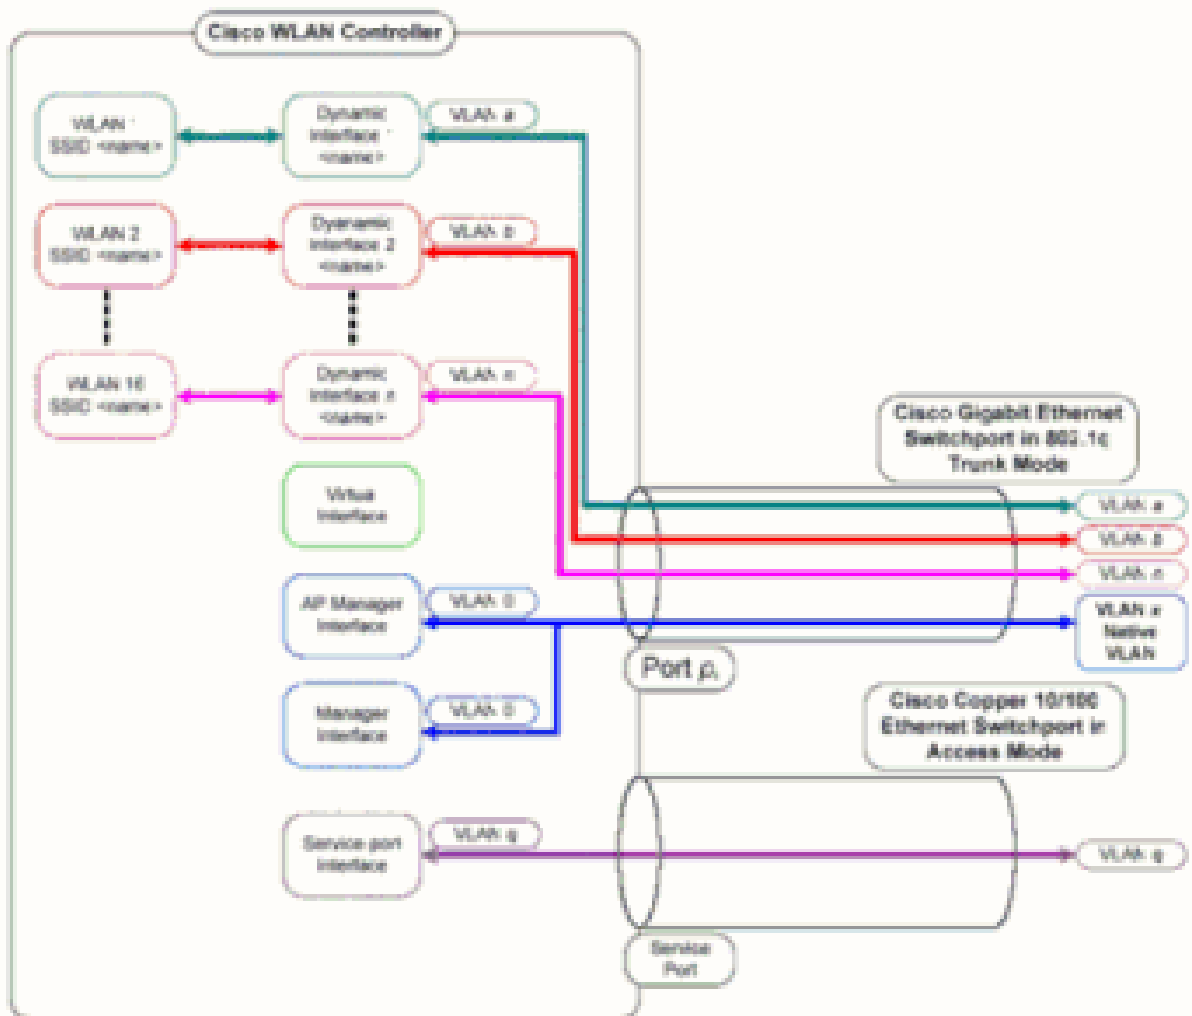 Cisco WLAN Controller
WLAN
SSID <name>
Dynamic
Interface
<name>
VLAN a
WLAN 2
SSID <name>
Dyanamic
Interface 2
<name>
VLAN b
WLAN 16
SSID <name>
Dynamic
Interface n
<name>
VLAN n
Cisco Gigabit Ethernet
Switchport in 802.1q
Trunk Mode
Virtual
Interface
VLAN a
VLAN b
VLAN n
AP Manager
Interface
VLAN 0
VLAN
Native
VLAN
Port
Manager
Interface
VLAN 0
Cisco Copper 10/100
Ethernet Switchport in
Access Mode
Service-port
Interface
VLAN q
VLAN q
Service
Port